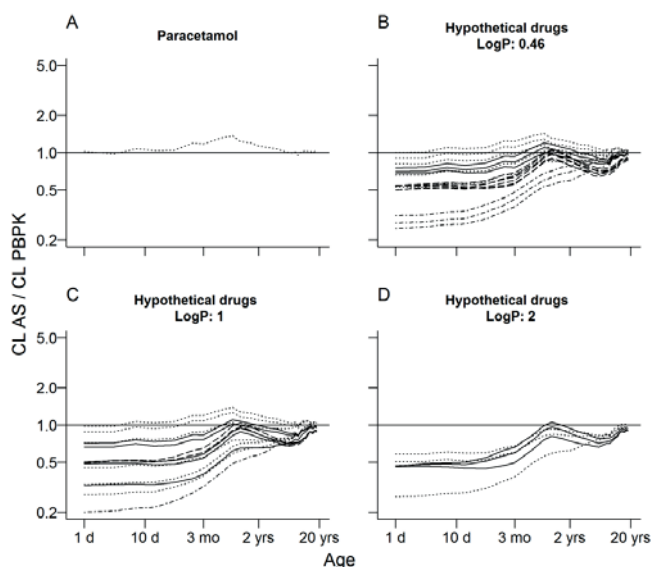 A
Paracetamol
B
Hypothetical drugs
LogP: 0.46
5.0
2.0
1.0
0.5
0.2
CL AS / CL PBPK
C
Hypothetical drugs
LogP: 1
D
Hypothetical drugs
LogP: 2
5.0
2.0
1.0
0.5
0.2
1 d 10 d 3 mo 2 yrs 20 yrs
1 d 10 d 3 mo 2 yrs 20 yrs
Age